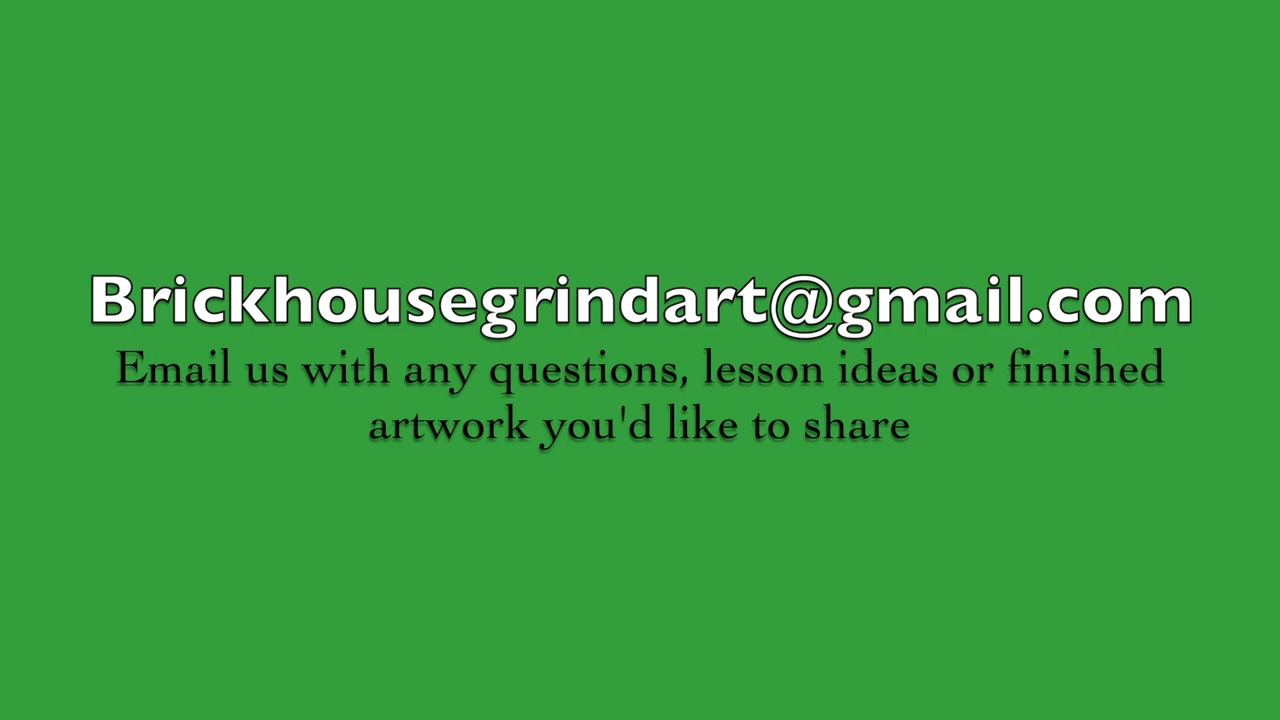 Brickhousegrindart@gmail.com
Email us with any questions, lesson ideas or finished
artwork you'd like to share